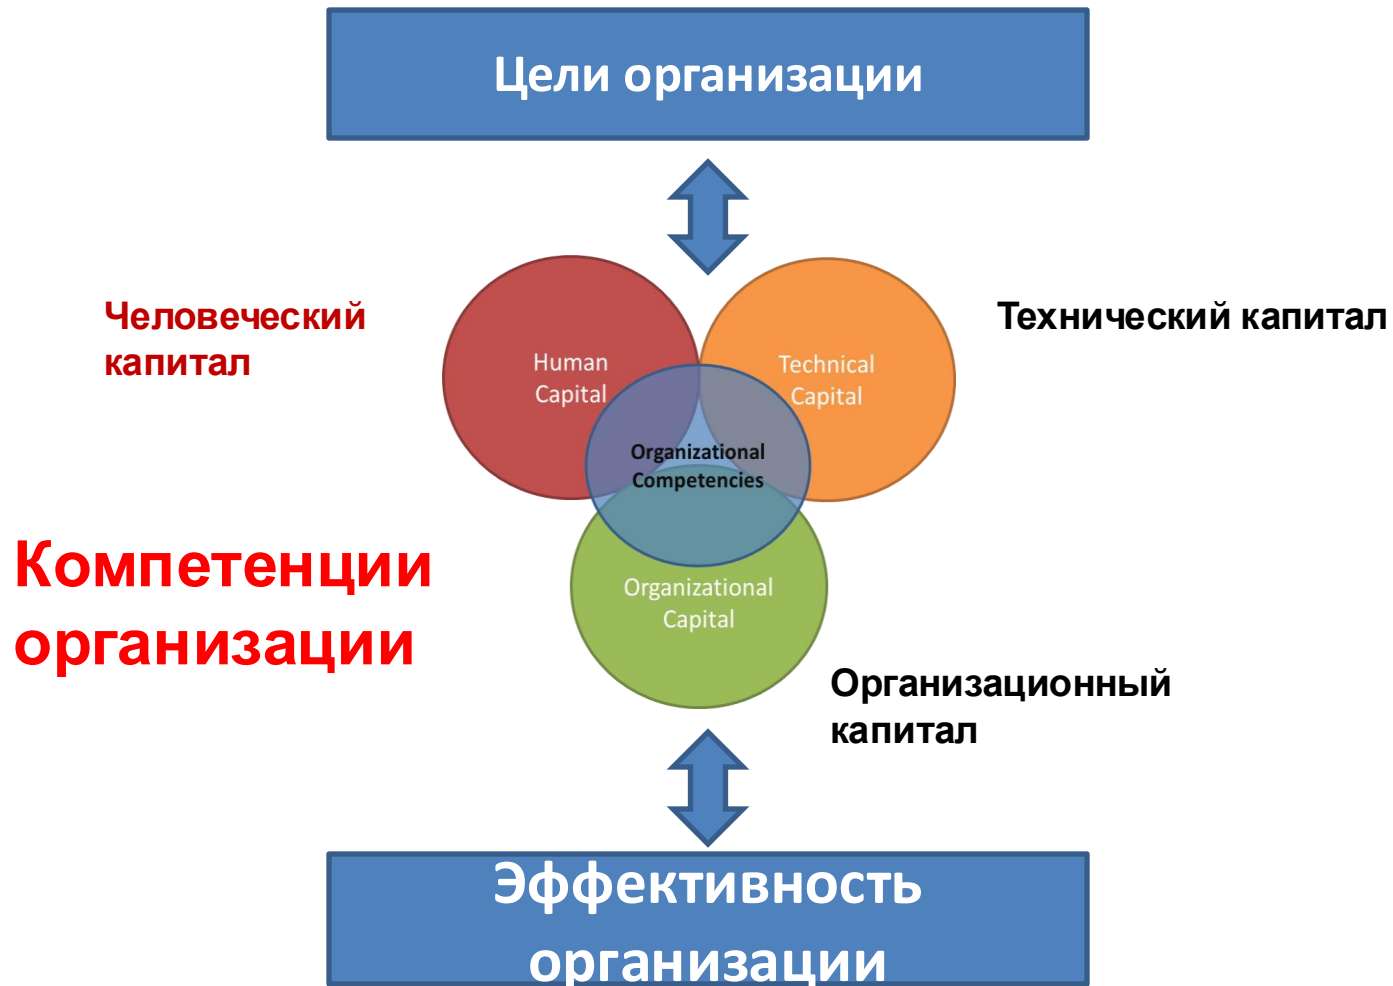 Цели организации
Человеческий
капитал
Технический капитал
Human
Capital
Technical
Capital
Organizational
Competencies
Компетенции
организации
Organizational
Capital
Организационный
капитал
Эффективность
организации